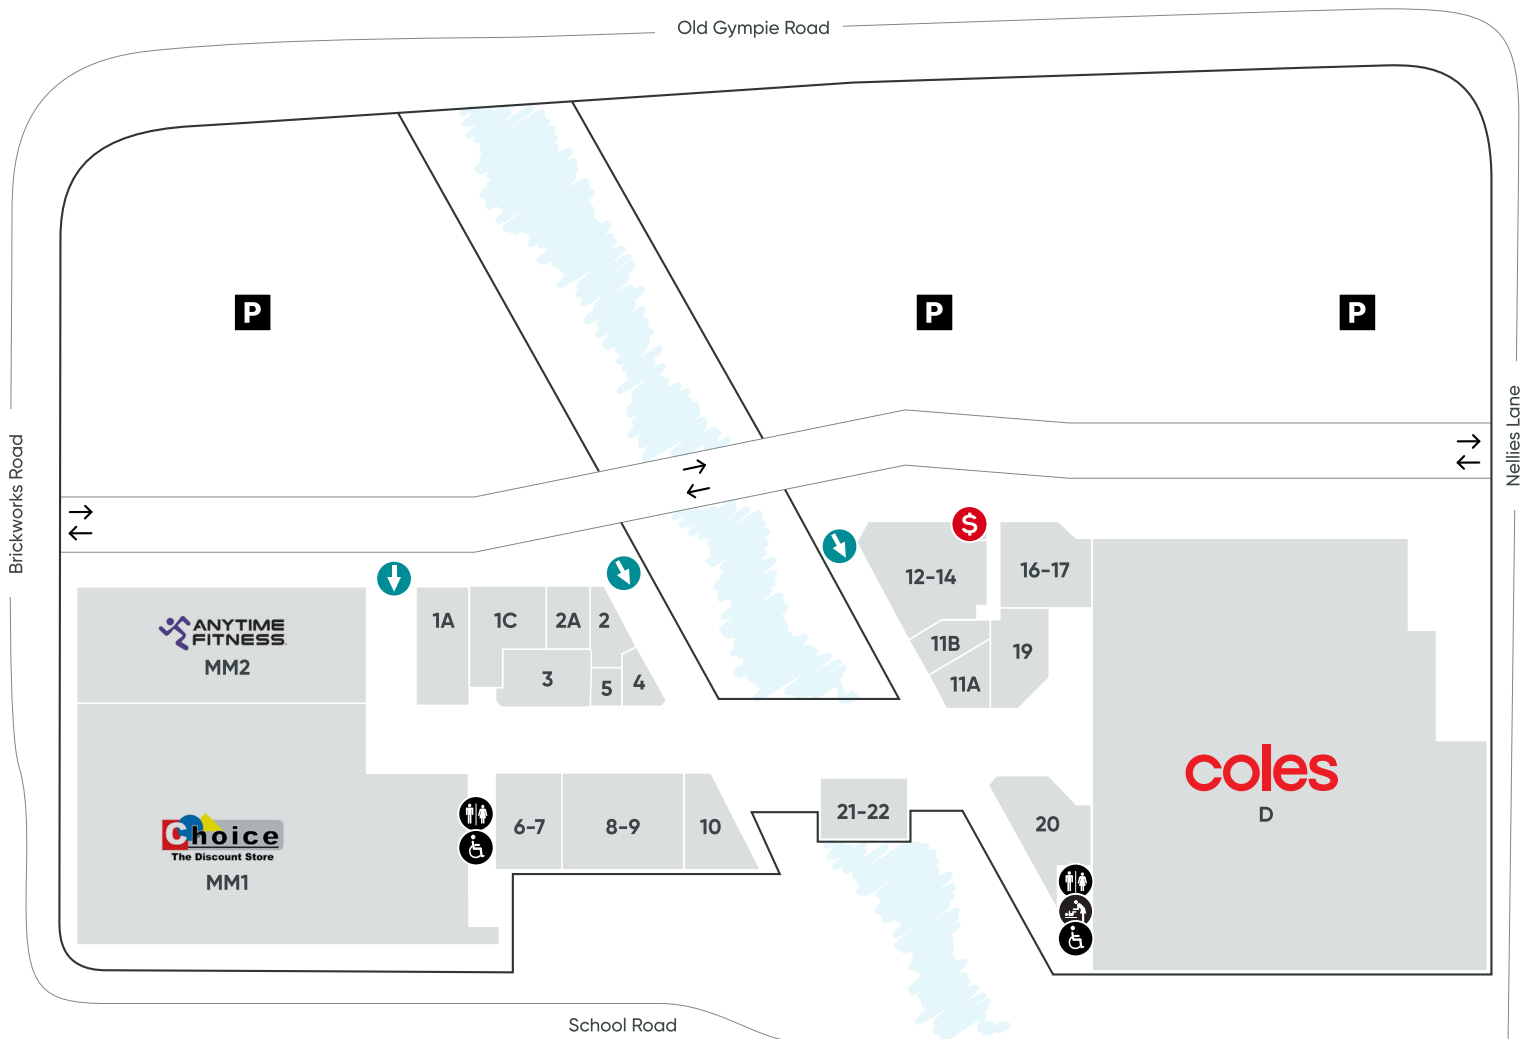 Old Gympie Road
P
P
P
Brickworks Road
Nellies Lane
$
12-14
16-17
1A
1C
2A
2
ANYTIME
FITNESS
MM2
11B
19
3
5
4
11A
coles
D
21-22
6-7
8-9
10
20
Choice
The Discount Store
MM1
School Road